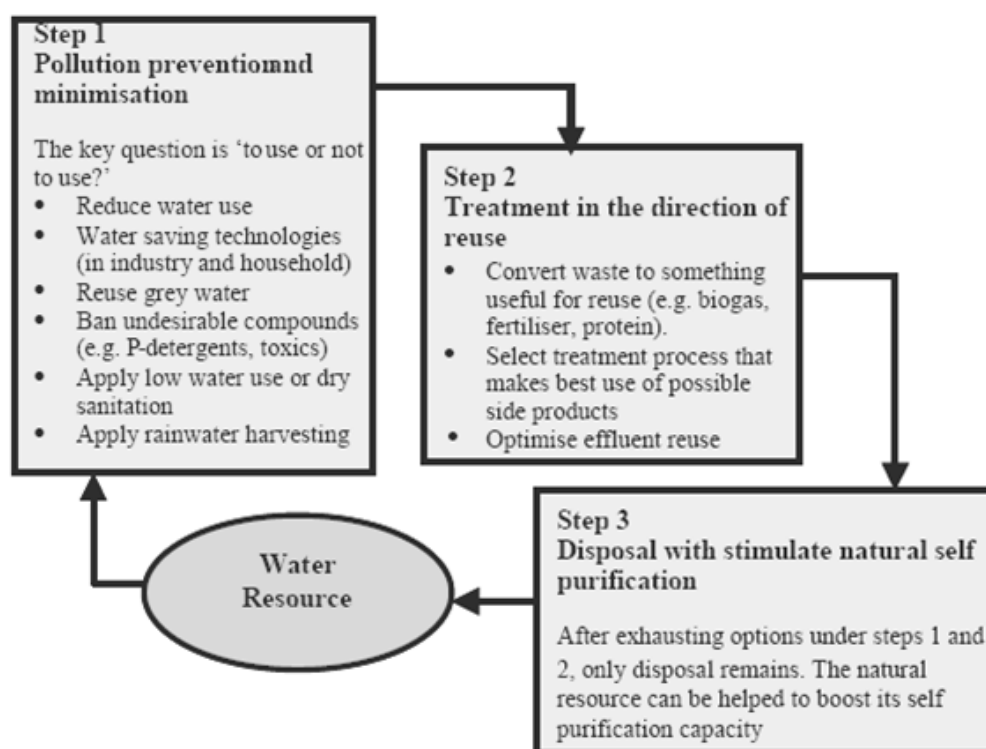 Step 1
Pollution preventionnd
minimisation
The key question is ‘to use or not
to use?’
• Reduce water use
• Water saving technologies
(in industry and household)
• Reuse grey water
• Ban undesirable compounds
(e.g. P-detergents, toxics)
• Apply low water use or dry
sanitation
• Apply rainwater harvesting
Step 2
Treatment in the direction of
reuse
• Convert waste to something
useful for reuse (e.g. biogas,
fertiliser, protein).
• Select treatment process that
makes best use of possible
side products
• Optimise effluent reuse
Step 3
Disposal with stimulate natural self
purification
After exhausting options under steps 1 and
2, only disposal remains. The natural
resource can be helped to boost its self
purification capacity
Water
Resource